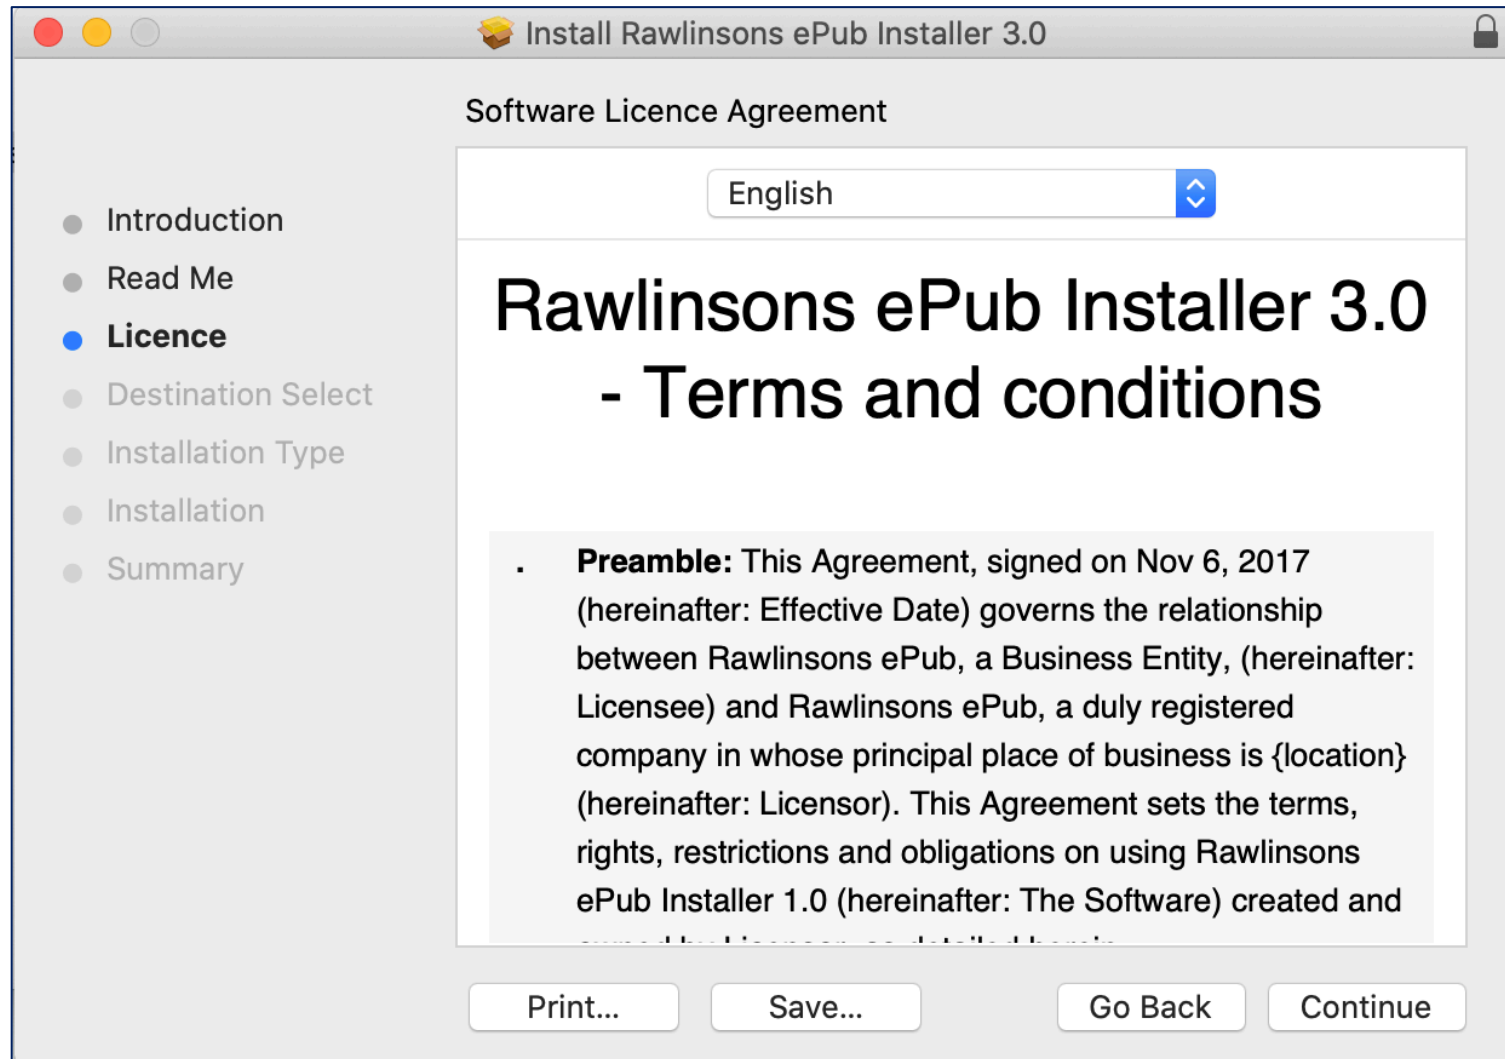 Install Rawlinsons ePub Installer 3.0
Software Licence Agreement
Introduction
Read Me
Licence
Destination Select
Installation Type
Installation
Summary
English
Rawlinsons ePub Installer 3.0
- Terms and conditions
. Preamble: This Agreement, signed on Nov 6, 2017
(hereinafter: Effective Date) governs the relationship
between Rawlinsons ePub, a Business Entity, (hereinafter:
Licensee) and Rawlinsons ePub, a duly registered
company in whose principal place of business is {location}
(hereinafter: Licensor). This Agreement sets the terms,
rights, restrictions and obligations on using Rawlinsons
ePub Installer 1.0 (hereinafter: The Software) created and
Print...
Save...
Go Back
Continue